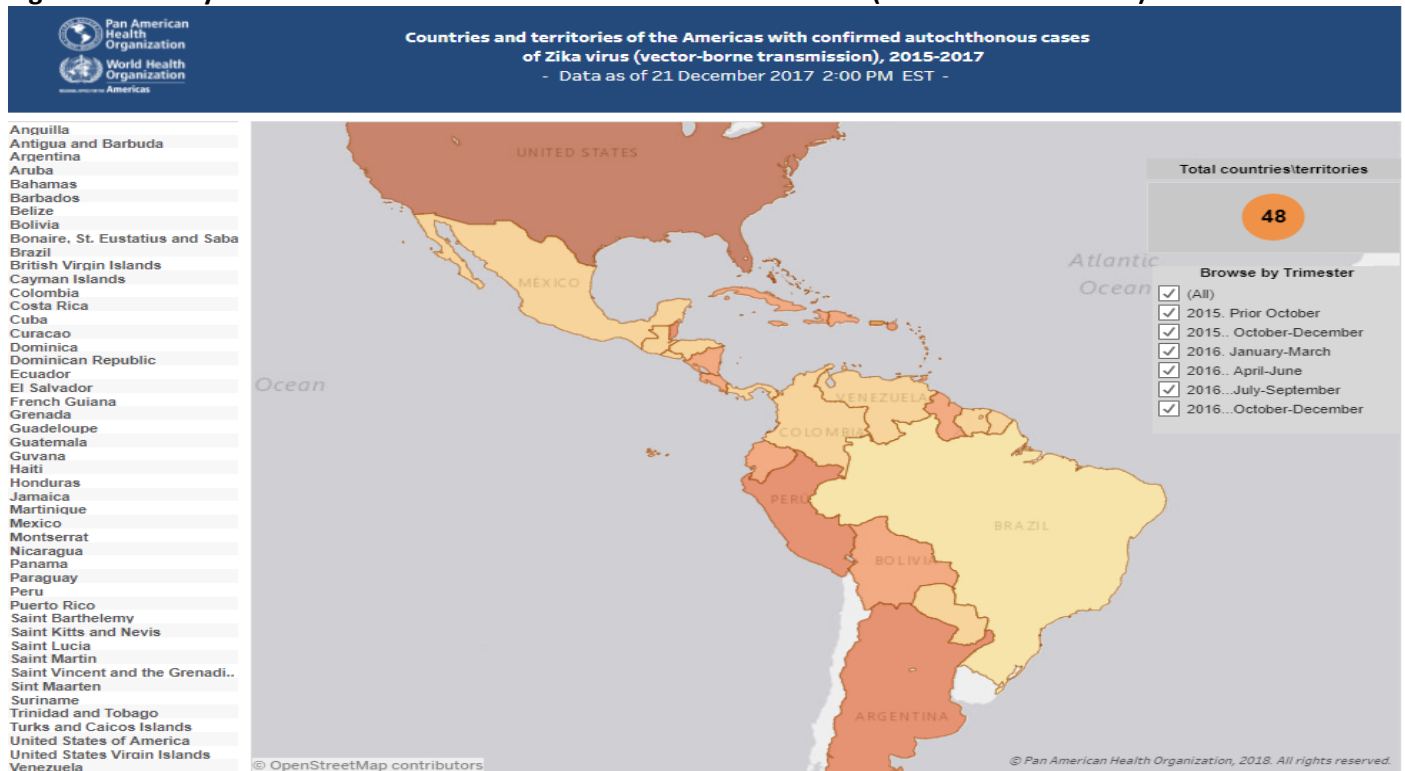 Pan American
Health
Organization
World Health
Organization
Americas
Countries and territories of the Americas with confirmed autochthonous cases
of Zika virus (vector-borne transmission), 2015-2017
- Data as of 21 December 2017 2:00 PM EST -
Anguilla
Antigua and Barbuda
Argentina
Aruba
Bahamas
Barbados
Belize
Bolivia
Bonaire, St. Eustatius and Saba
Brazil
British Virgin Islands
Cayman Islands
Colombia
Costa Rica
Cuba
Curacao
Dominica
Dominican Republic
Ecuador
El Salvador
French Guiana
Grenada
Guadeloupe
Guatemala
Guyana
Haiti
Honduras
Jamaica
Martinique
Mexico
Montserrat
Nicaragua
Panama
Paraguay
Peru
Puerto Rico
Saint Barthelemy
Saint Kitts and Nevis
Saint Lucia
Saint Martin
Saint Vincent and the Grenadi..
Sint Maarten
Suriname
Trinidad and Tobago
Turks and Caicos Islands
United States of America
United States Virgin Islands
Venezuela
UNITED STATES
MÉXICO
Ocean
Atlantic
Ocean
VENEZUELA
COLOMBIA
PERÚ
BRAZIL
BOLIVIA
ARGENTINA
Total countries\territories
48
Browse by Trimester
(All)
2015. Prior October
2015.. October-December
2016. January-March
2016.. April-June
2016...July-September
2016...October-December
© OpenStreetMap contributors
© Pan American Health Organization, 2018. All rights reserved.